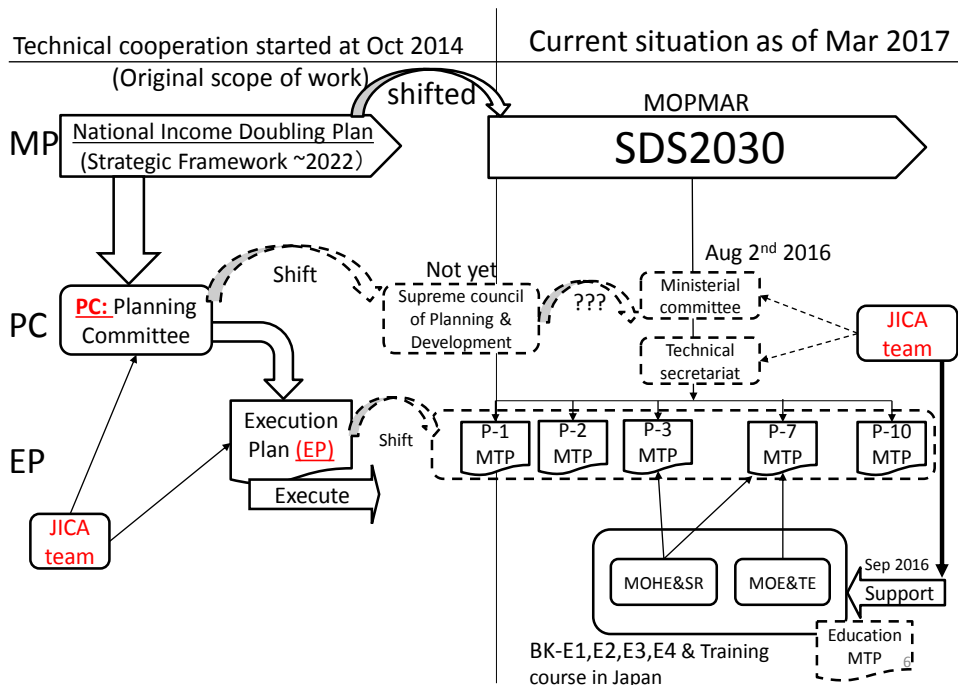 Technical cooperation started at Oct 2014
(Original scope of work)
Current situation as of Mar 2017
shifted
MOPMAR
MP
National Income Doubling Plan
(Strategic Framework ~2022)
SDS2030
Aug 2nd 2016
Shift
Not yet
PC
PC: Planning
Committee
Supreme council
of Planning &
Development
???
Ministerial
committee
JICA
team
Technical
secretariat
EP
Execution
Plan (EP)
Shift
P-1
MTP
P-2
MTP
P-3
MTP
P-7
MTP
P-10
MTP
Execute
JICA
team
MOHE&SR
MOE&TE
Sep 2016
Support
Education
MTP
6
BK-E1,E2,E3,E4 & Training
course in Japan